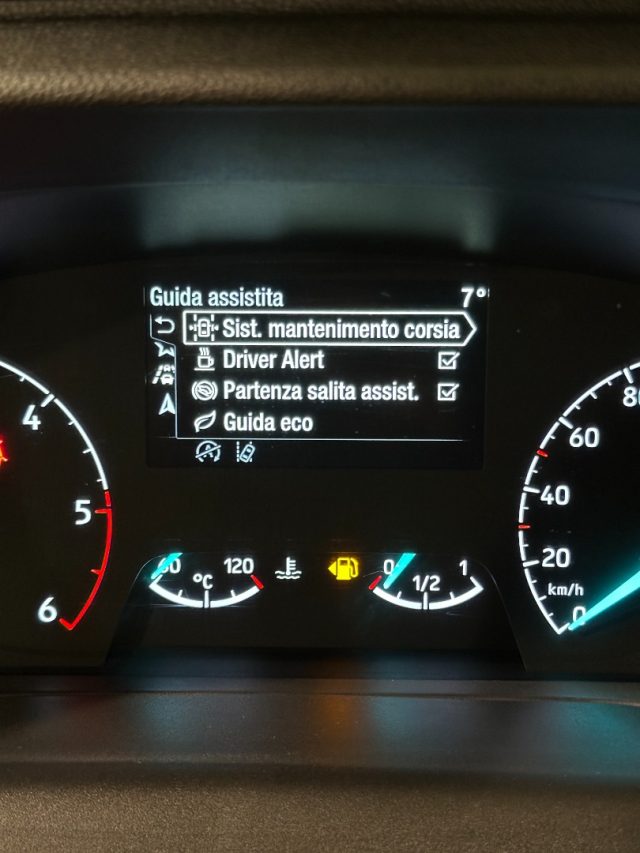 Guida assistita 7°
Sist. mantenimento corsia
Driver Alert
Partenza salita assist.
Guida eco
4
5
6
°C 120
0 1/2 1
80
60
40
20
km/h
0